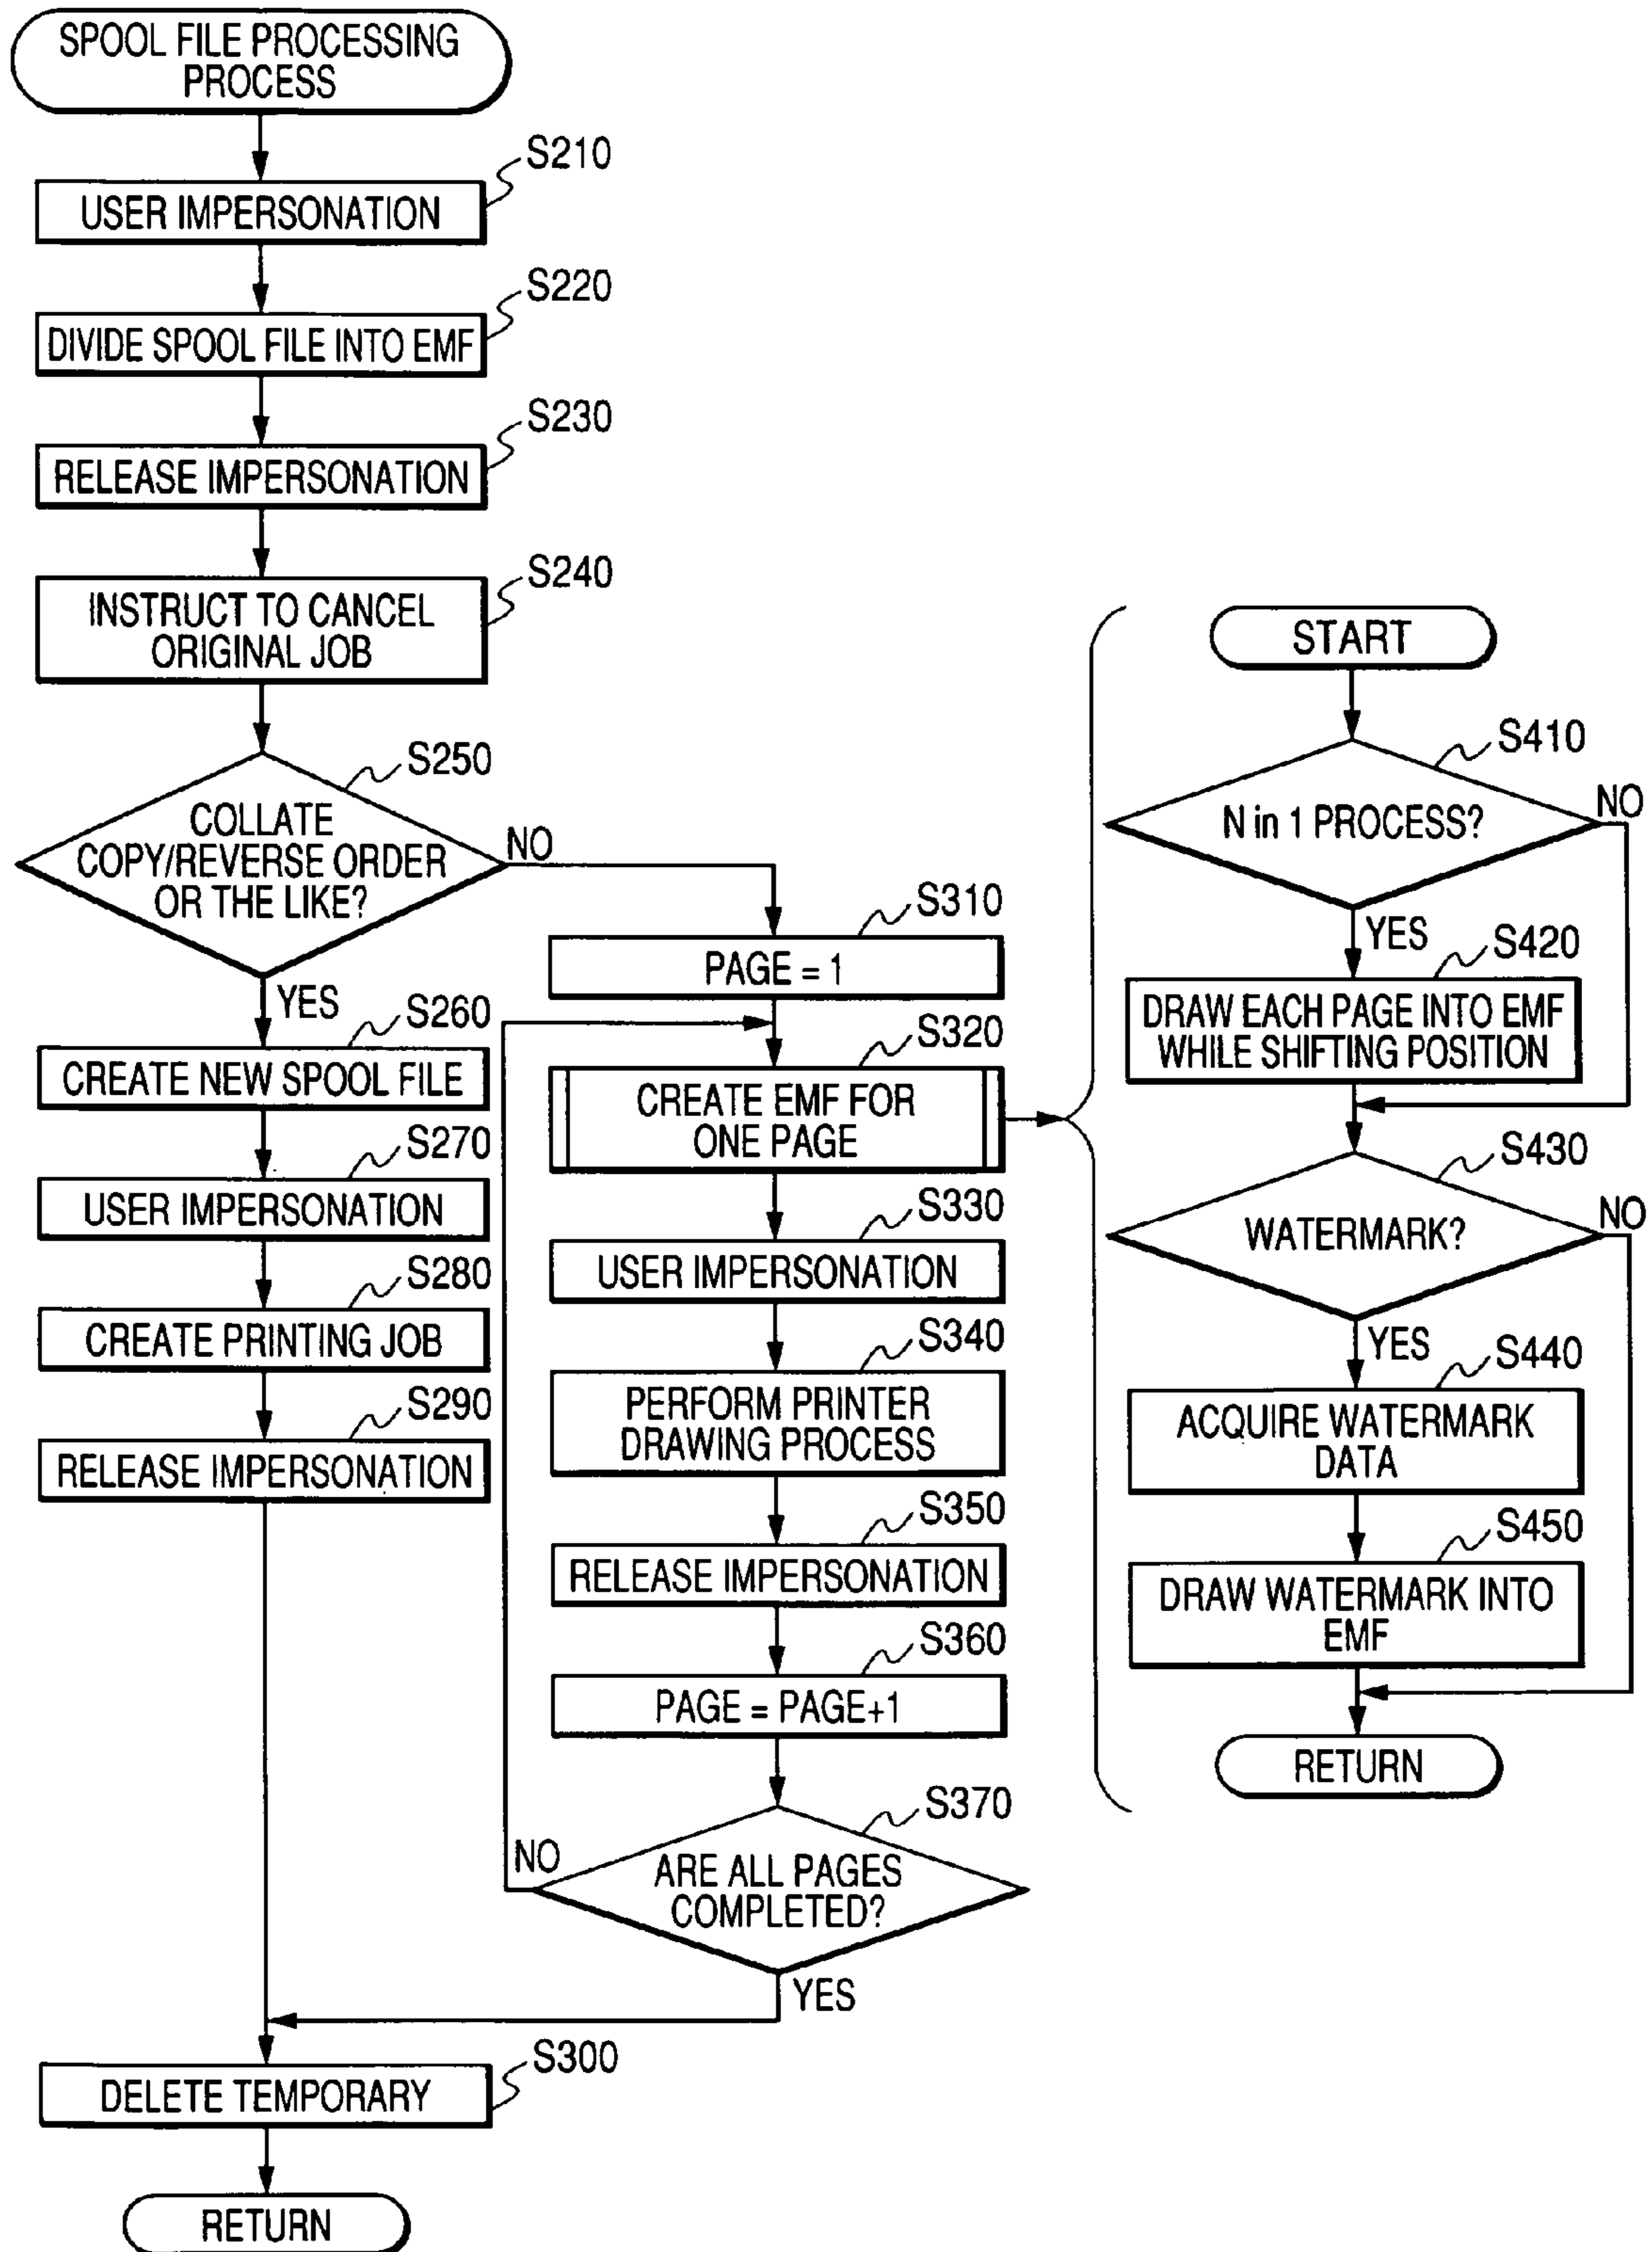 SPOOL FILE PROCESSING
PROCESS
S210
USER IMPERSONATION
S220
DIVIDE SPOOL FILE INTO EMF
S230
RELEASE IMPERSONATION
S240
INSTRUCT TO CANCEL
ORIGINAL JOB
S250
COLLATE
COPY/REVERSE ORDER
OR THE LIKE?
NO
YES
S260
CREATE NEW SPOOL FILE
S270
USER IMPERSONATION
S280
CREATE PRINTING JOB
S290
RELEASE IMPERSONATION
S310
PAGE = 1
S320
CREATE EMF FOR
ONE PAGE
S330
USER IMPERSONATION
S340
PERFORM PRINTER
DRAWING PROCESS
S350
RELEASE IMPERSONATION
S360
PAGE = PAGE+1
S370
NO
ARE ALL PAGES
COMPLETED?
YES
S300
DELETE TEMPORARY
RETURN
START
S410
N in 1 PROCESS?
NO
YES
S420
DRAW EACH PAGE INTO EMF
WHILE SHIFTING POSITION
S430
WATERMARK?
NO
YES
S440
ACQUIRE WATERMARK
DATA
S450
DRAW WATERMARK INTO
EMF
RETURN